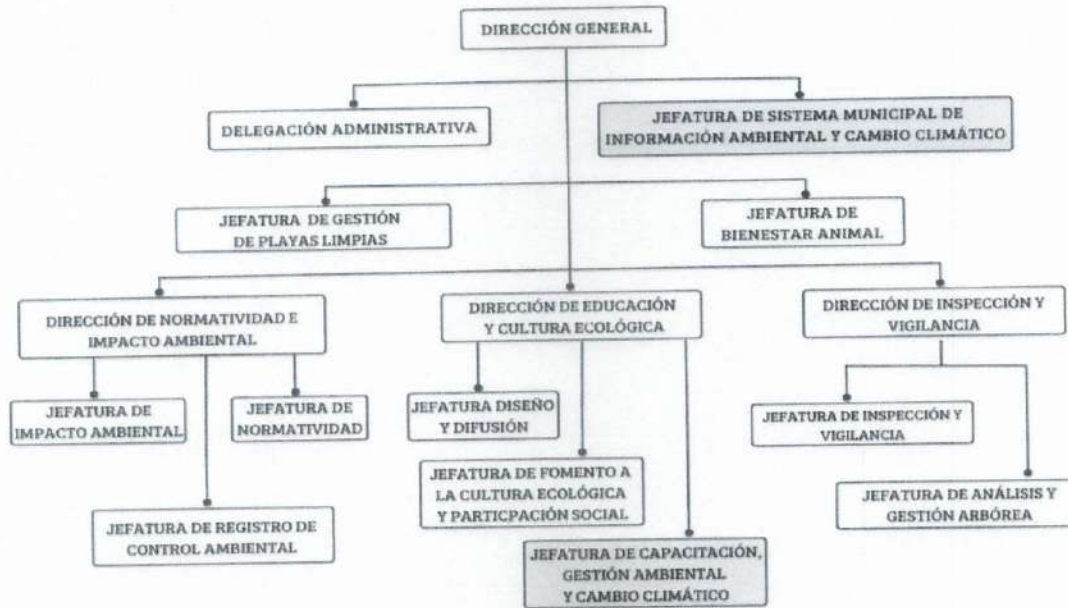 DIRECCIÓN GENERAL
DELEGACIÓN ADMINISTRATIVA
JEFATURA DE SISTEMA MUNICIPAL DE
INFORMACIÓN AMBIENTAL Y CAMBIO CLIMÁTICO
JEFATURA DE GESTIÓN
DE PLAYAS LIMPIAS
JEFATURA DE
BIENESTAR ANIMAL
DIRECCIÓN DE NORMATIVIDAD E
IMPACTO AMBIENTAL
DIRECCIÓN DE EDUCACIÓN
Y CULTURA ECOLÓGICA
DIRECCIÓN DE INSPECCIÓN Y
VIGILANCIA
JEFATURA DE
IMPACTO AMBIENTAL
JEFATURA DE
NORMATIVIDAD
JEFATURA DISEÑO
Y DIFUSIÓN
JEFATURA DE INSPECCIÓN Y
VIGILANCIA
JEFATURA DE REGISTRO DE
CONTROL AMBIENTAL
JEFATURA DE FOMENTO A
LA CULTURA ECOLÓGICA
Y PARTICPACIÓN SOCIAL
JEFATURA DE ANÁLISIS Y
GESTIÓN ARBÓREA
JEFATURA DE CAPACITACIÓN,
GESTIÓN AMBIENTAL
Y CAMBIO CLIMÁTICO